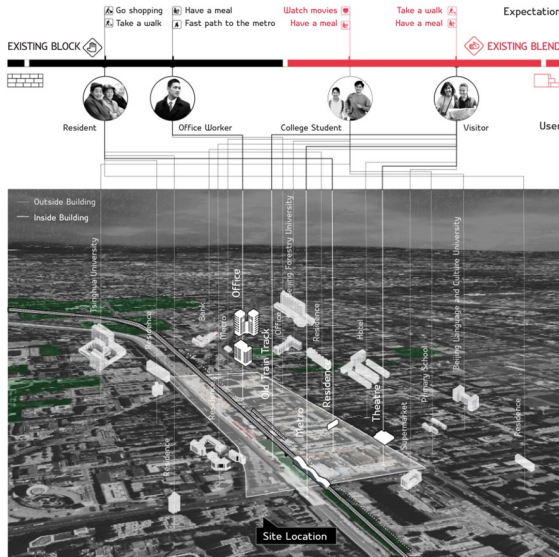 Go shopping
Take a walk
Have a meal
Fast path to the metro
Watch movies
Have a meal
Take a walk
Have a meal
Expectation
EXISTING BLOCK
EXISTING BLEND
Resident
Office Worker
College Student
Visitor
User
Outside Building
Inside Building
Tsinghua University
Residence
Bank
Metro
Residence
Office
Old Train Track
Office
Beijing Forestry University
Residence
Metro
Residence
Hotel
Theatre
Supermarket
Primary School
Beijing Language and Culture University
Residence
Residence
Site Location